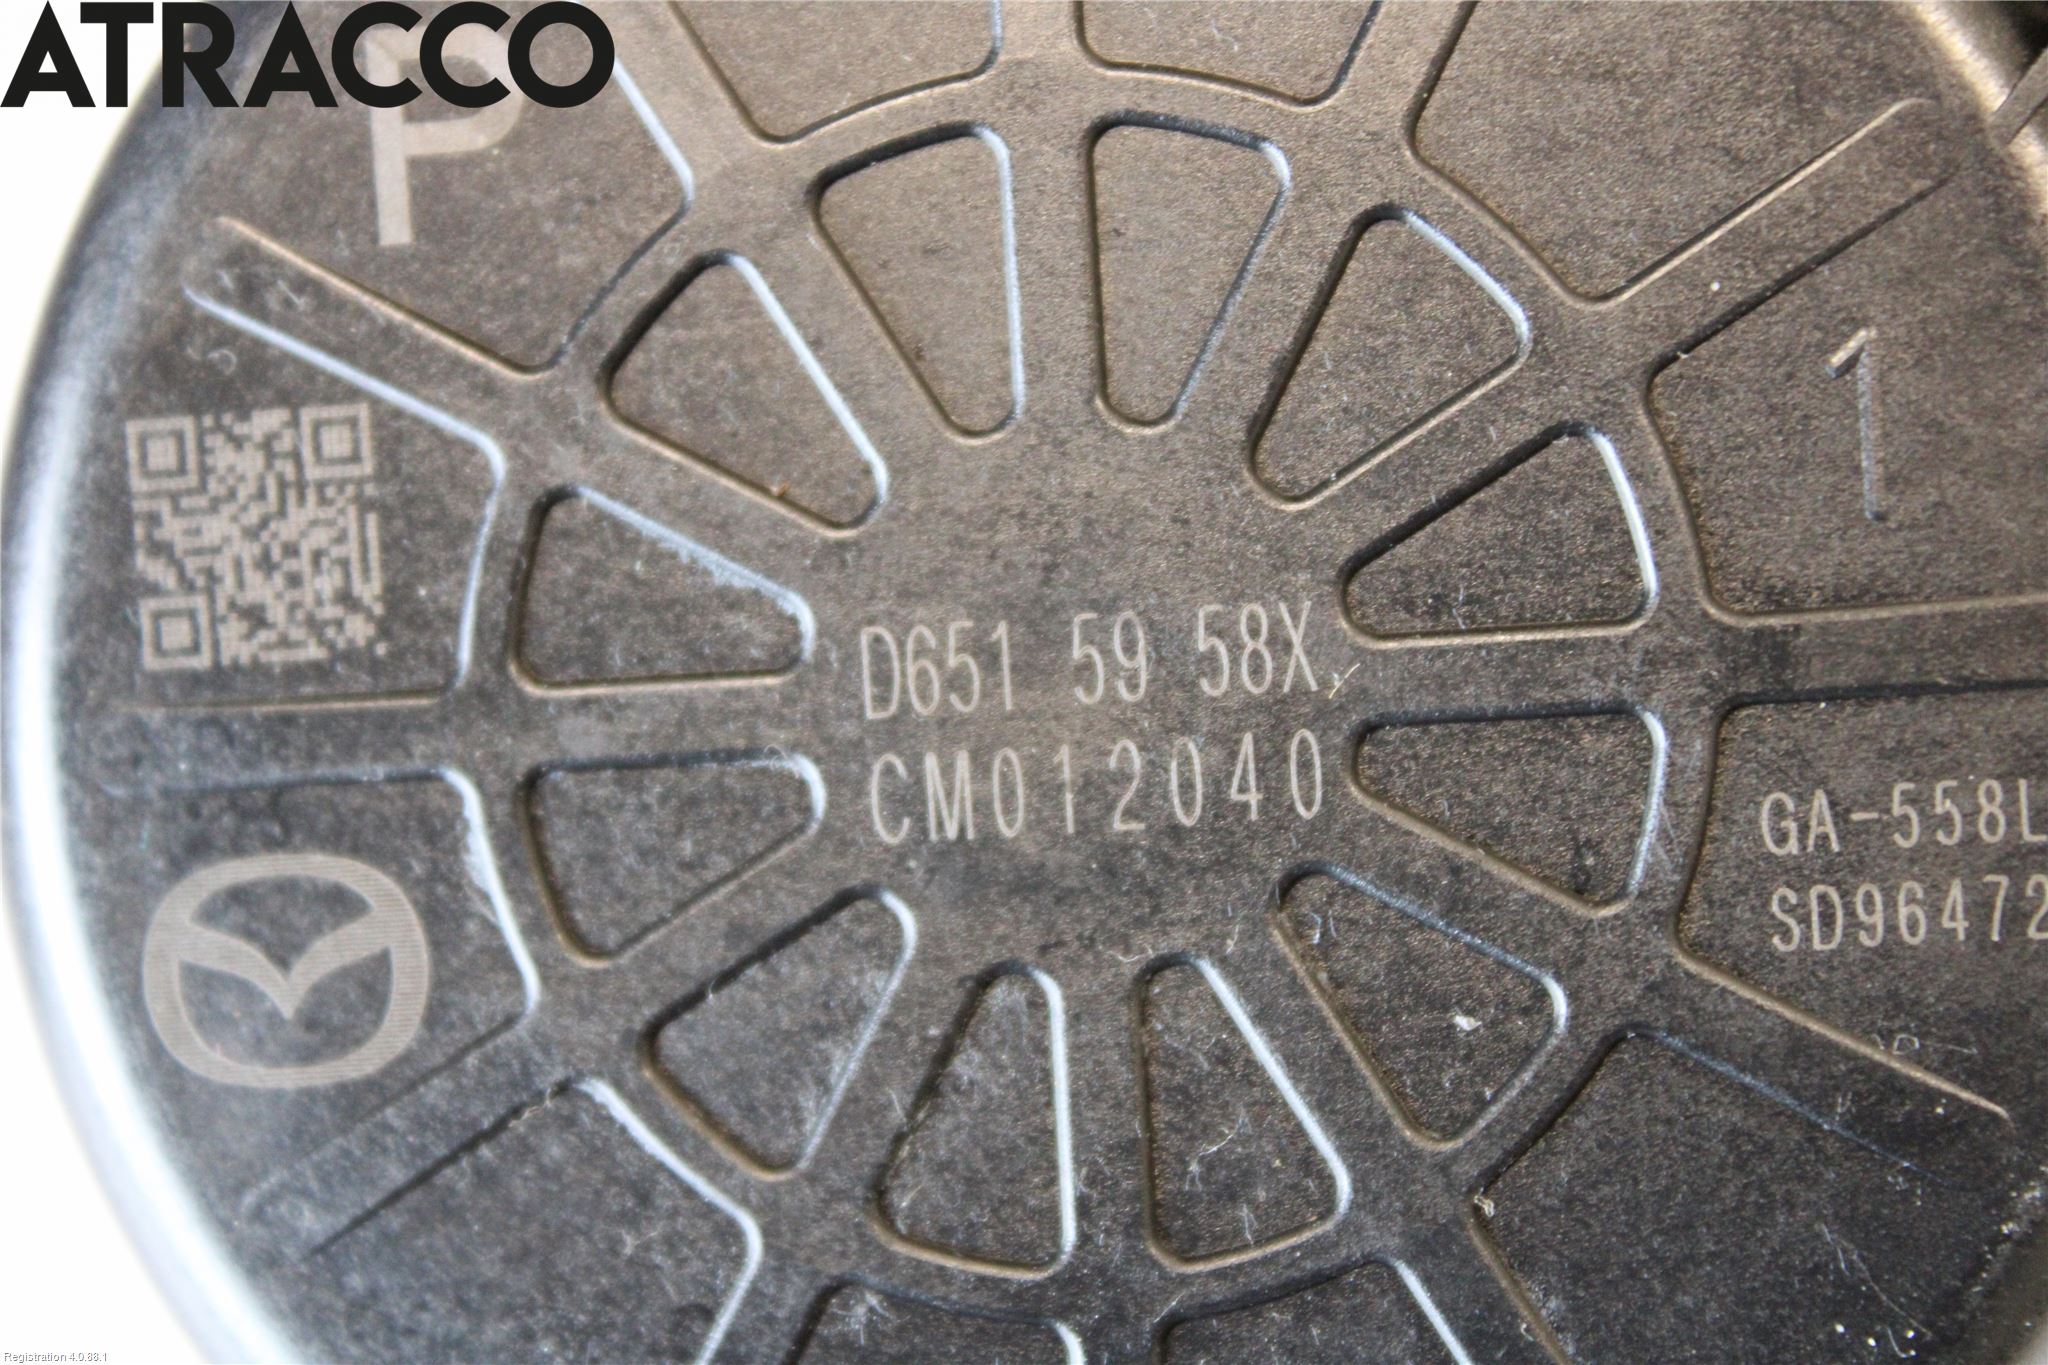 ATRACCO
P
1
D651 59 58X
CM012040
GA-558L
SD96472
Registration 4.0.88.1